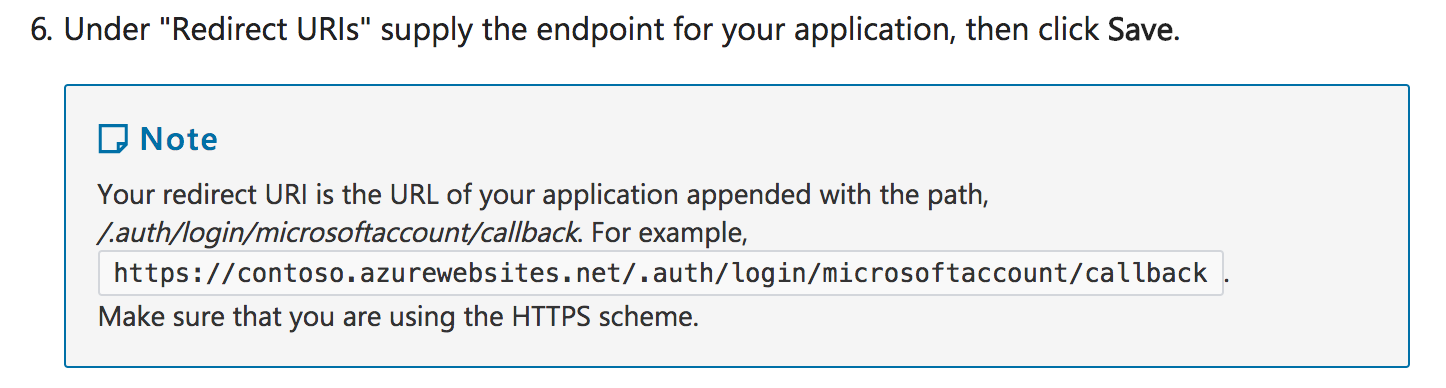 6. Under "Redirect URIs" supply the endpoint for your application, then click Save.
Note
Your redirect URI is the URL of your application appended with the path,
/.auth/login/microsoftaccount/callback. For example,
https://contoso.azurewebsites.net/.auth/login/microsoftaccount/callback.
Make sure that you are using the HTTPS scheme.